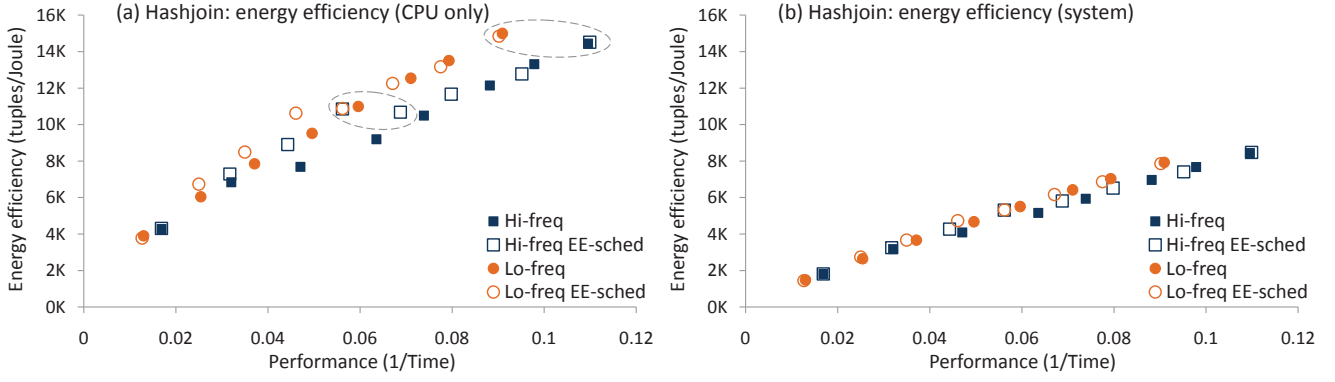 (a) Hashjoin: energy efficiency (CPU only)
Energy efficiency (tuples/Joule)
16K
14K
12K
10K
8K
6K
4K
2K
0K
Hi-freq
Hi-freq EE-sched
Lo-freq
Lo-freq EE-sched
0 0.02 0.04 0.06 0.08 0.1 0.12
Performance (1/Time)
(b) Hashjoin: energy efficiency (system)
Energy efficiency (tuples/Joule)
16K
14K
12K
10K
8K
6K
4K
2K
0K
Hi-freq
Hi-freq EE-sched
Lo-freq
Lo-freq EE-sched
0 0.02 0.04 0.06 0.08 0.1 0.12
Performance (1/Time)